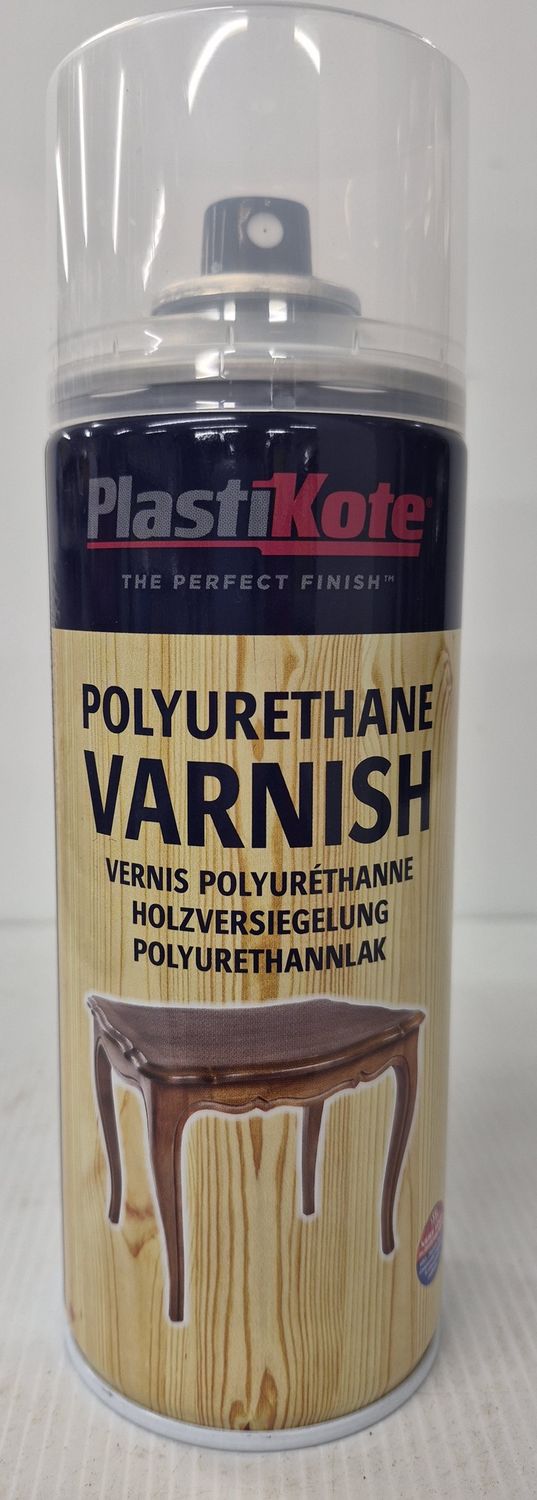 PlastiKote®
THE PERFECT FINISH™
POLYURETHANE
VARNISH
VERNIS POLYURÉTHANNE
HOLZVERSIEGELUNG
POLYURETHANNLAK